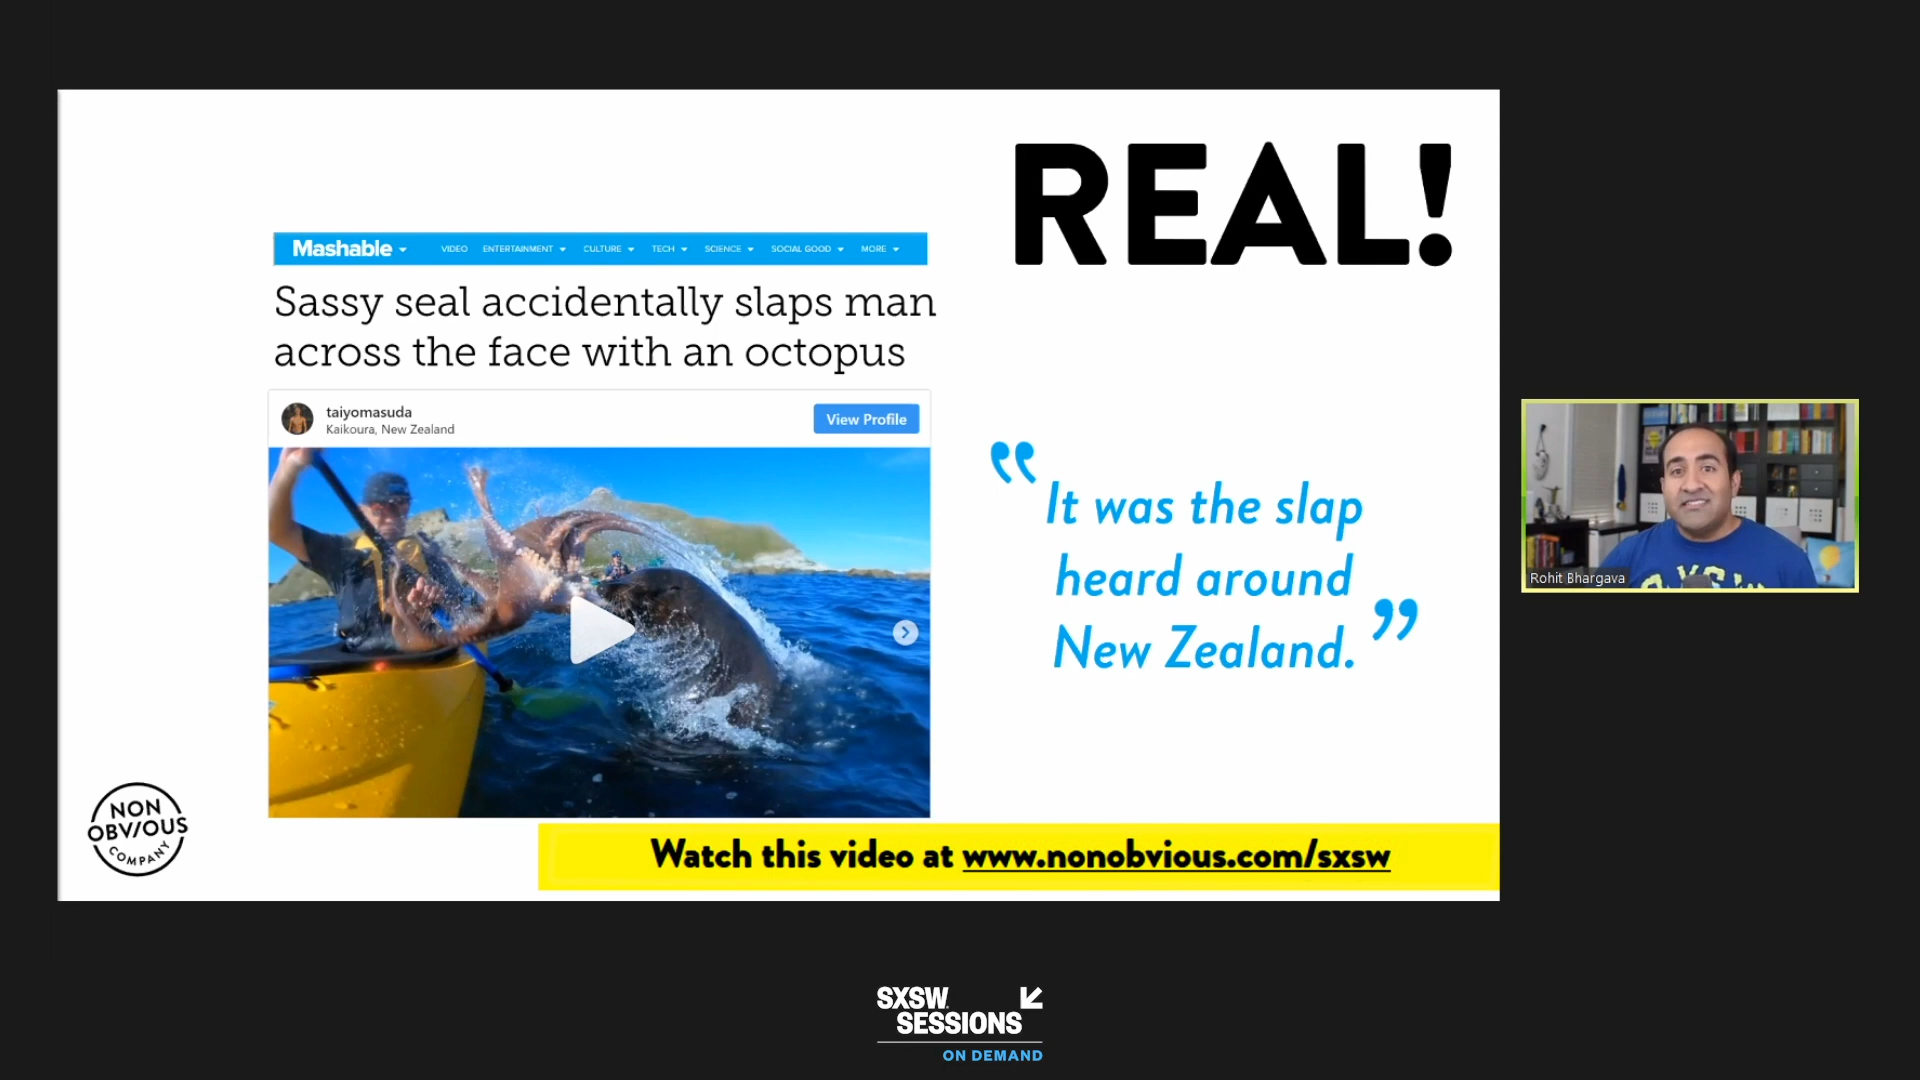 REAL!
Mashable
VIDEO ENTERTAINMENT CULTURE TECH SCIENCE SOCIAL GOOD MORE
Sassy seal accidentally slaps man
across the face with an octopus
taiyomasuda
Kaikoura, New Zealand
View Profile
“It was the slap
heard around
New Zealand.”
Rohit Bhargava
NON
OBV/OUS
COMPANY
Watch this video at www.nonobvious.com/sxsw
SXSW
SESSIONS
ON DEMAND